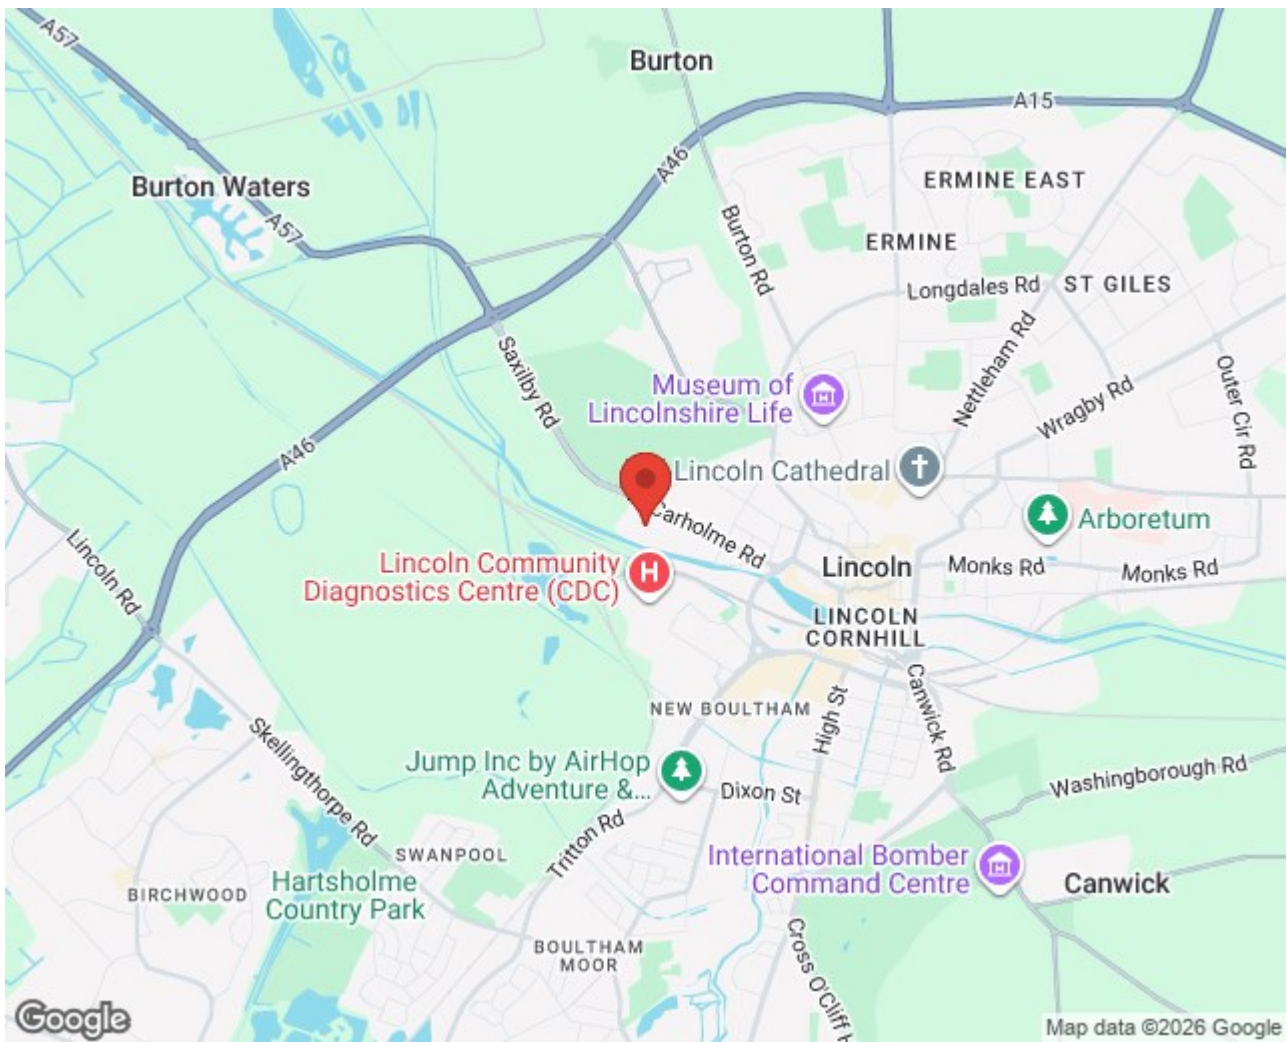 A57
Burton
A15
A46
Burton Waters
A57
ERMINE EAST
Burton Rd
ERMINE
Longdales Rd
ST GILES
Saxilby Rd
Nettleham Rd
Museum of
Lincolnshire Life
Wragby Rd
Outer Cir Rd
A46
Lincoln Cathedral
Carholme Rd
Arboretum
Lincoln Rd
Lincoln Community
Diagnostics Centre (CDC)
H
Lincoln
Monks Rd
Monks Rd
LINCOLN
CORNHILL
NEW BOULTHAM
High St
Canwick Rd
Skellingthorpe Rd
Jump Inc by AirHop
Adventure &...
Dixon St
Washingborough Rd
Tritton Rd
SWANPOOL
International Bomber
Command Centre
Canwick
BIRCHWOOD
Hartsholme
Country Park
BOULTHAM
MOOR
Cross O'Cliff H
Google
Map data ©2026 Google